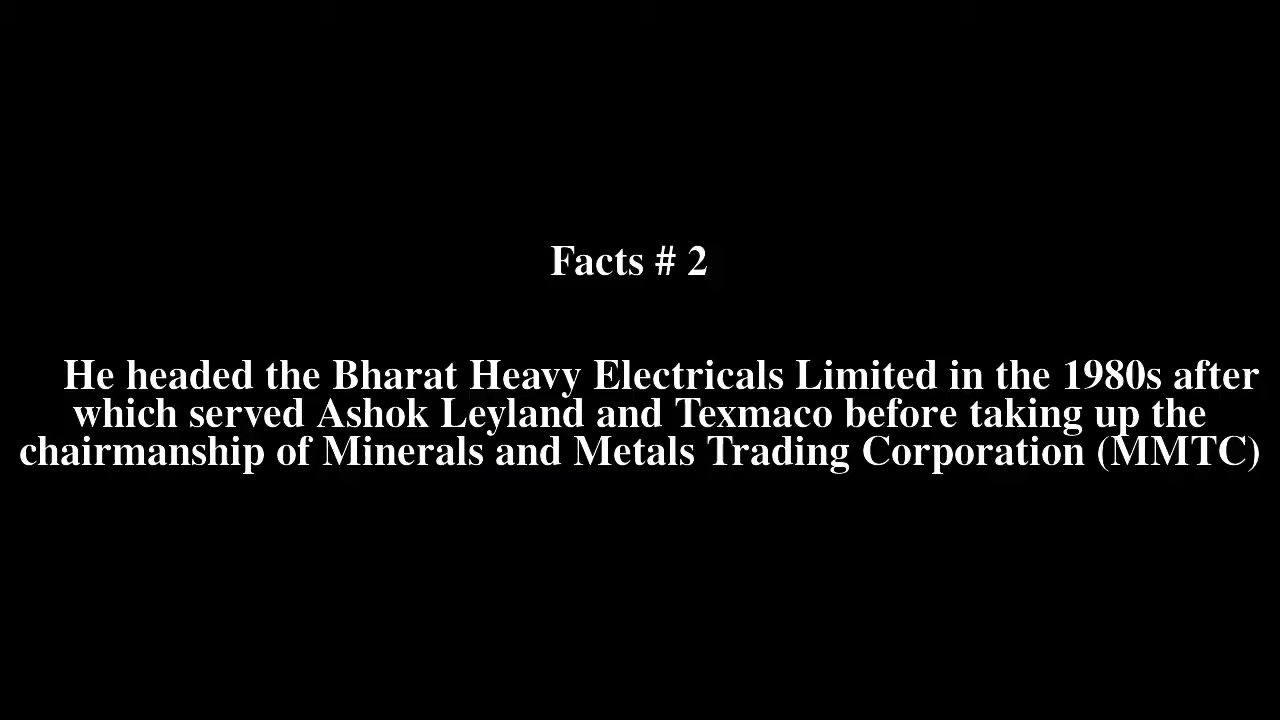 Facts # 2
He headed the Bharat Heavy Electricals Limited in the 1980s after
which served Ashok Leyland and Texmaco before taking up the
chairmanship of Minerals and Metals Trading Corporation (MMTC)